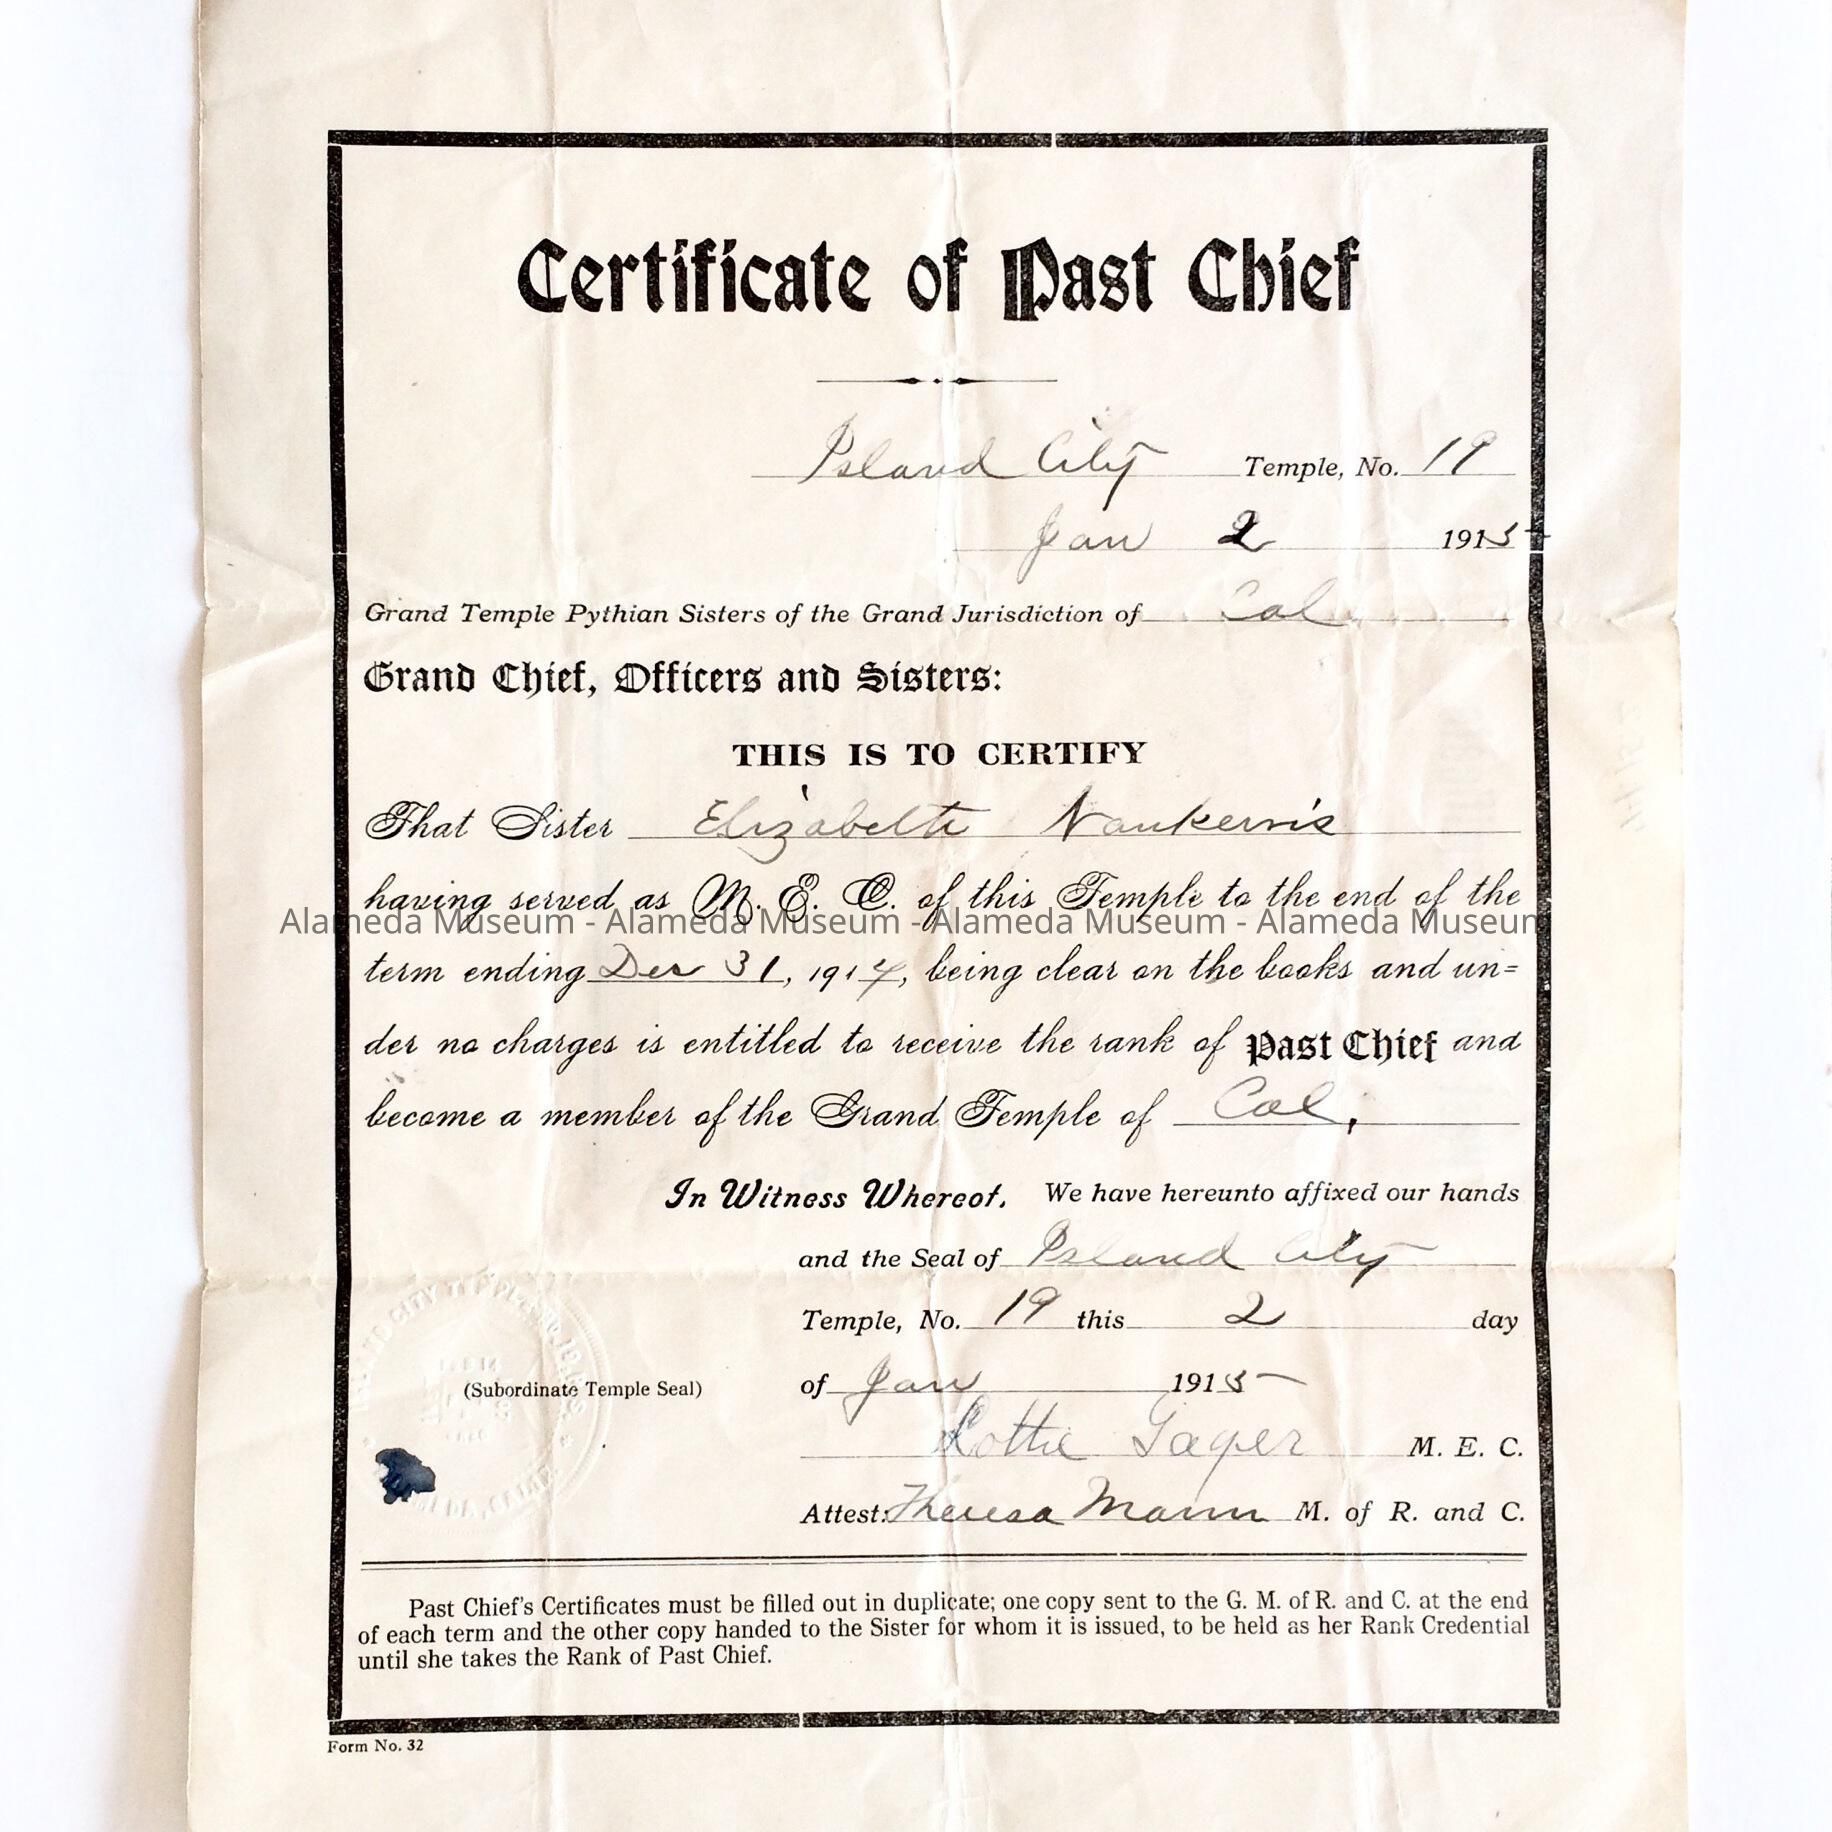 Certificate of Past Chief
Island City Temple, No. 19
Jan 2 1915
Grand Temple Pythian Sisters of the Grand Jurisdiction of Cal
Grand Chief, Officers and Sisters:
THIS IS TO CERTIFY
That Sister Elizabeth Nankervis
having served as M. E. C. of this Temple to the end of the
Alameda Museum - Alameda Museum - Alameda Museum - Alameda Museum
term ending Dec 31, 1914, being clear on the books and un=
der no charges is entitled to receive the rank of Past Chief and
become a member of the Grand Temple of Cal.
In Witness Whereof, We have hereunto affixed our hands
and the Seal of Island City
Temple, No. 19 this 2 day
(Subordinate Temple Seal) of Jan 1915
Lottie M. E. C.
Attest: Theresa Mann M. of R. and C.
Past Chief's Certificates must be filled out in duplicate; one copy sent to the G. M. of R. and C. at the end
of each term and the other copy handed to the Sister for whom it is issued, to be held as her Rank Credential
until she takes the Rank of Past Chief.
Form No. 32